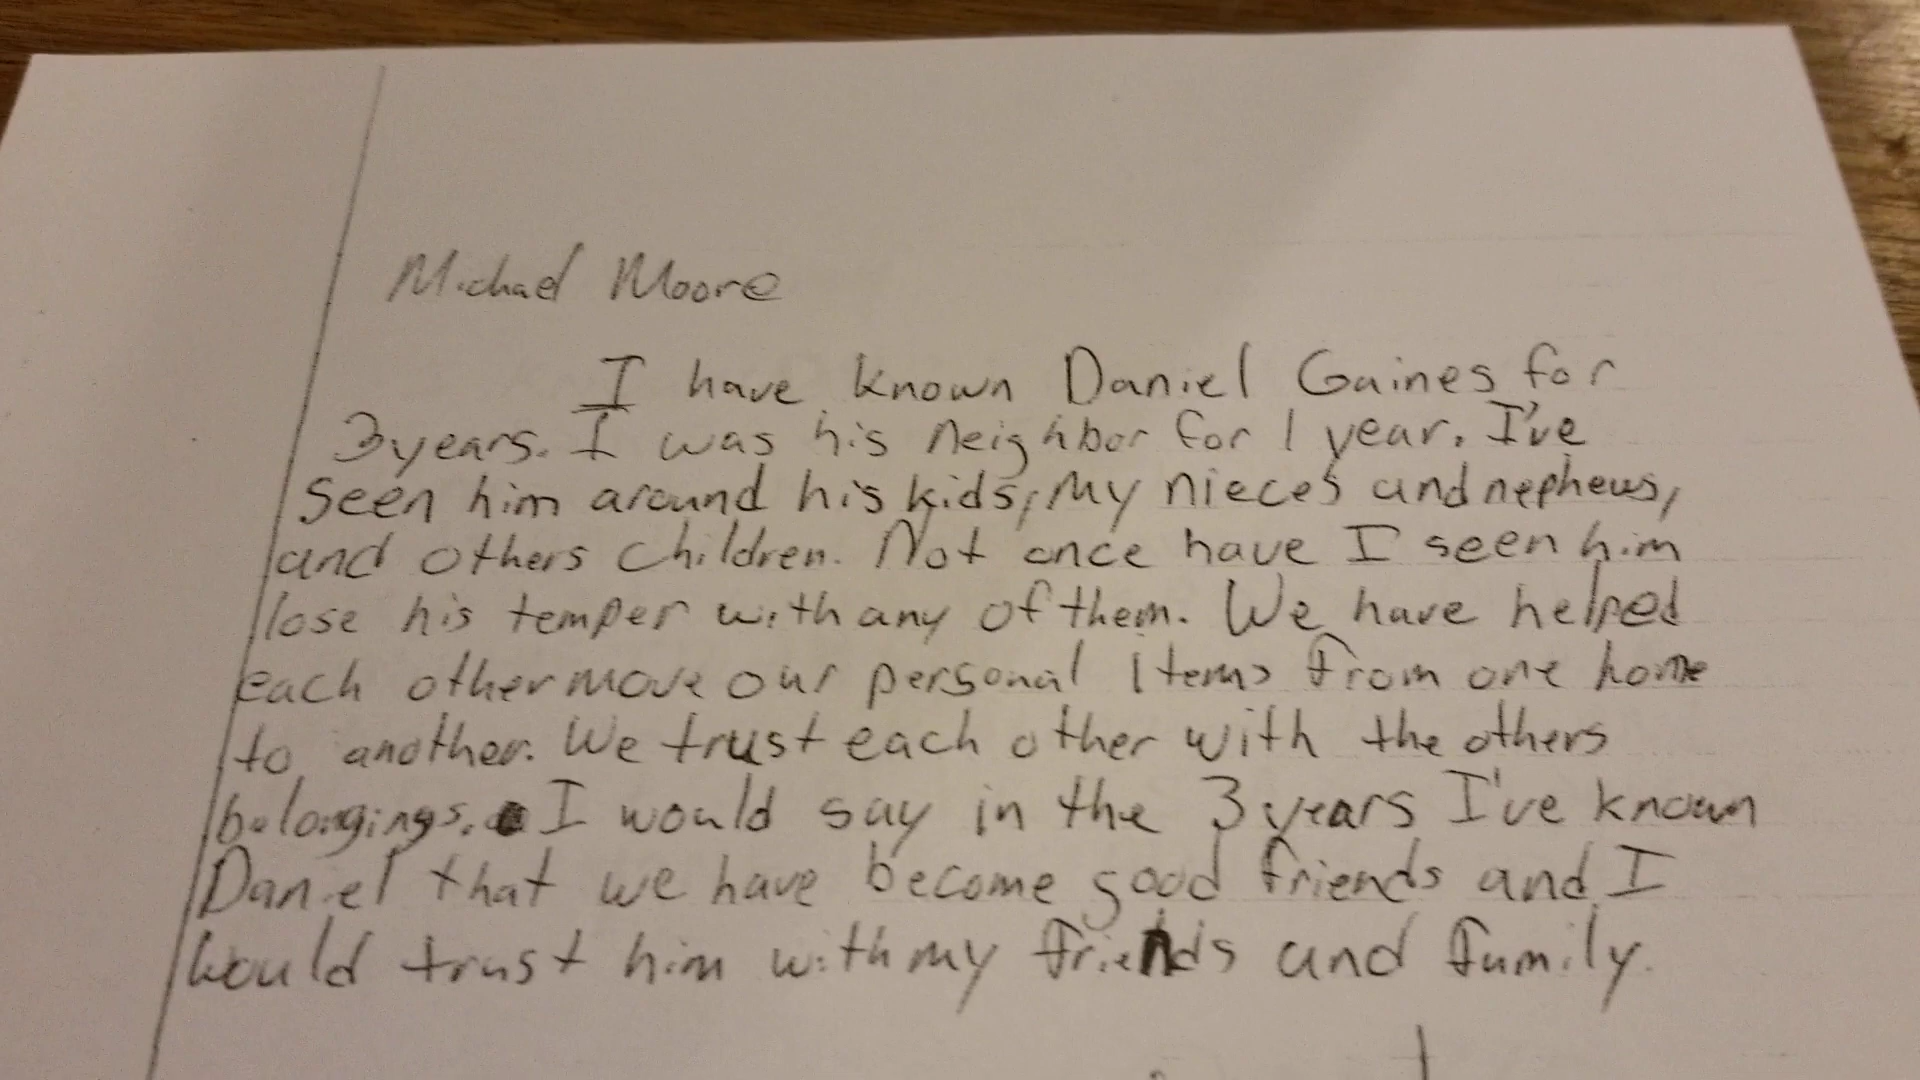 Michael Moore
I have known Daniel Gaines for
3 years. I was his neighbor for 1 year. I've
seen him around his kids, my nieces and nephews,
and others children. Not once have I seen him
lose his temper with any of them. We have helped
each other move our personal items from one home
to another. We trust each other with the others
belongings. I would say in the 3 years I've known
Daniel that we have become good friends and I
would trust him with my friends and family.